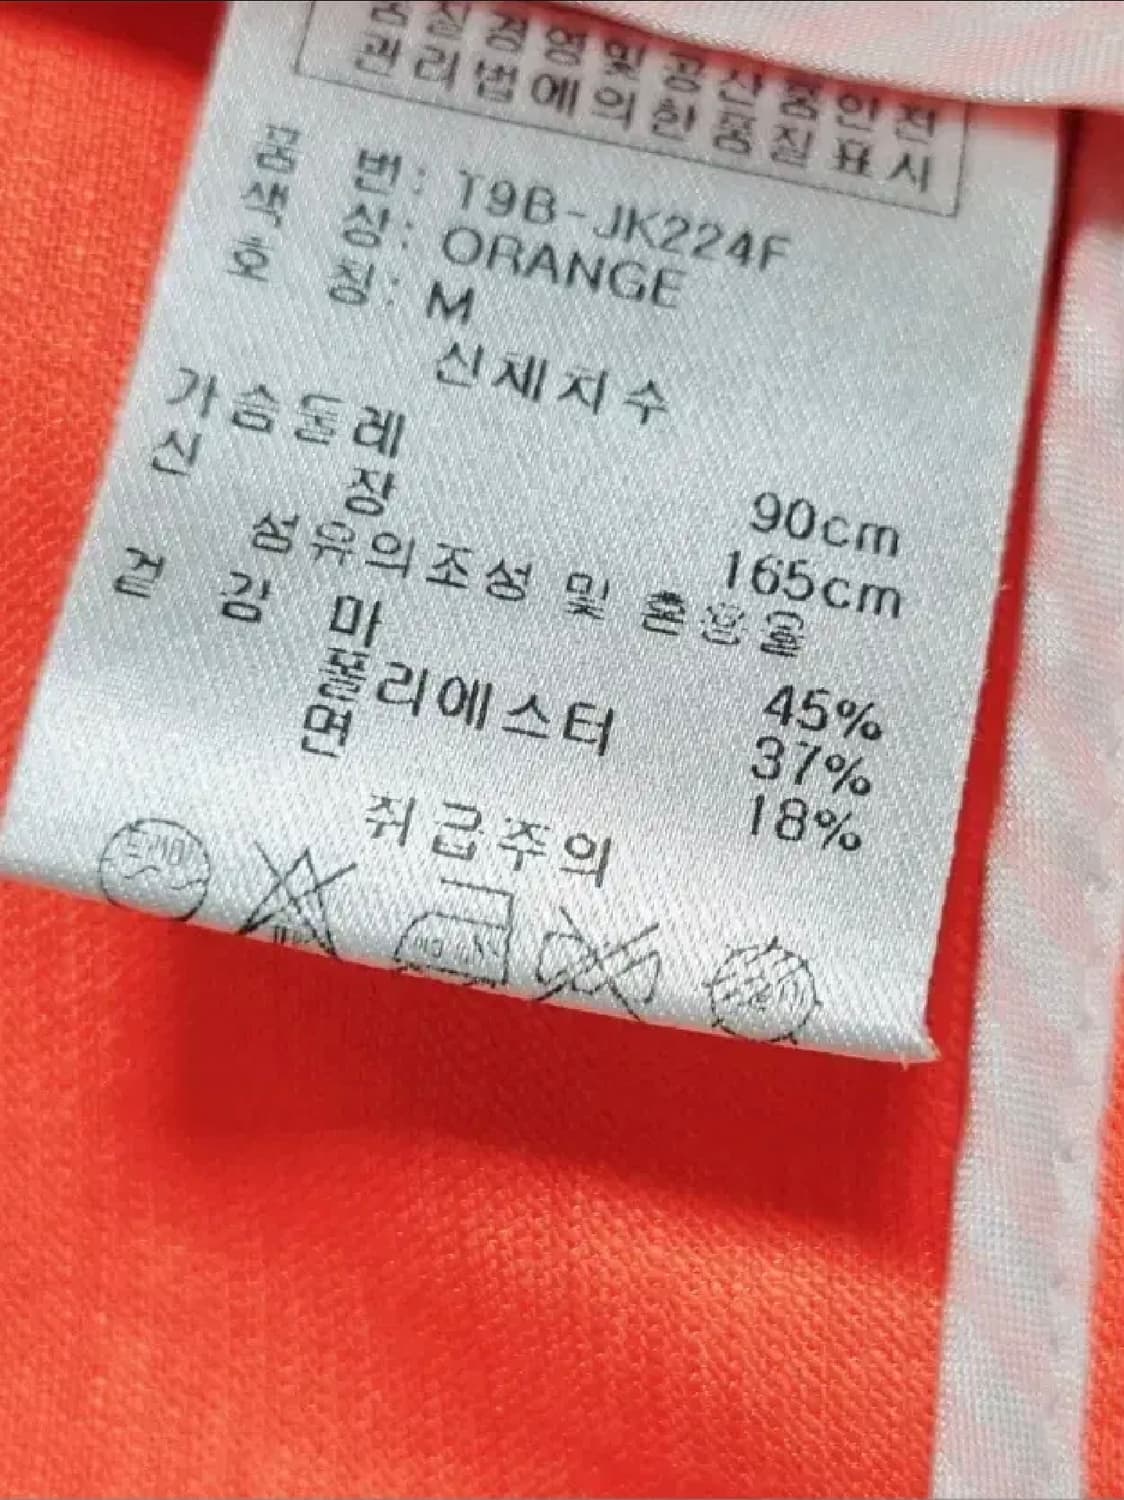 품질경영및공산품안전
관리법에의한품질표시
품 번: T9B-JK224F
색 상: ORANGE
호 칭: M
신체치수
가슴둘레 90cm
신 장 165cm
섬유의조성 및 혼용율
겉 감 마 45%
폴리에스터 37%
면 18%
취급주의
드라이